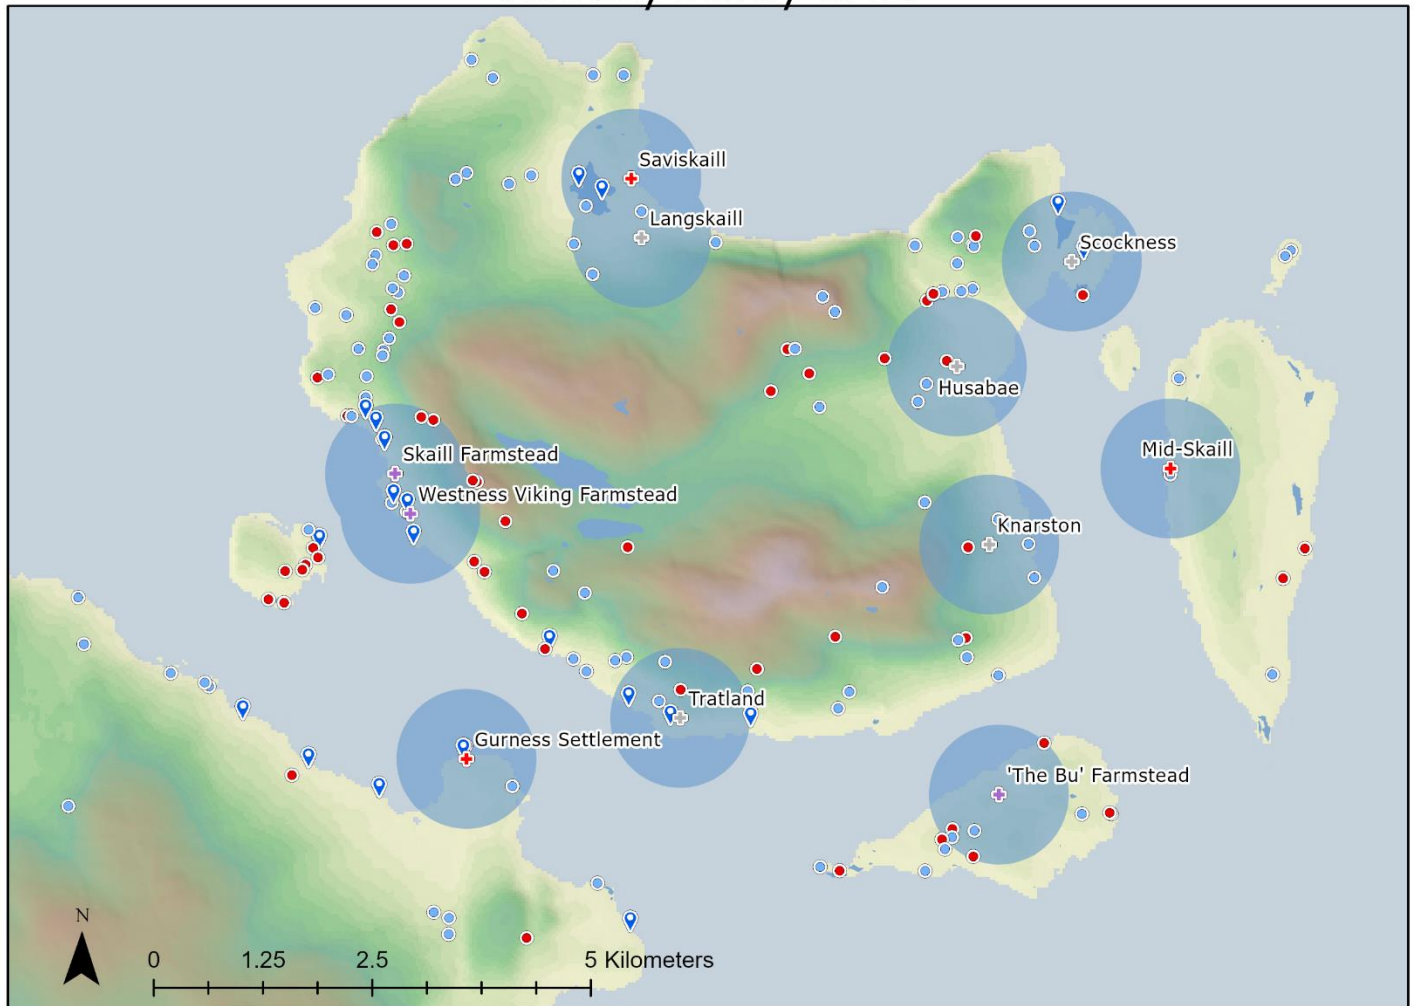 Saviskaill
Langskaill
Scockness
Husabae
Mid-Skaill
Skaill Farmstead
Westness Viking Farmstead
Knarston
Tratland
Gurness Settlement
'The Bu' Farmstead
N
0 1.25 2.5 5 Kilometers